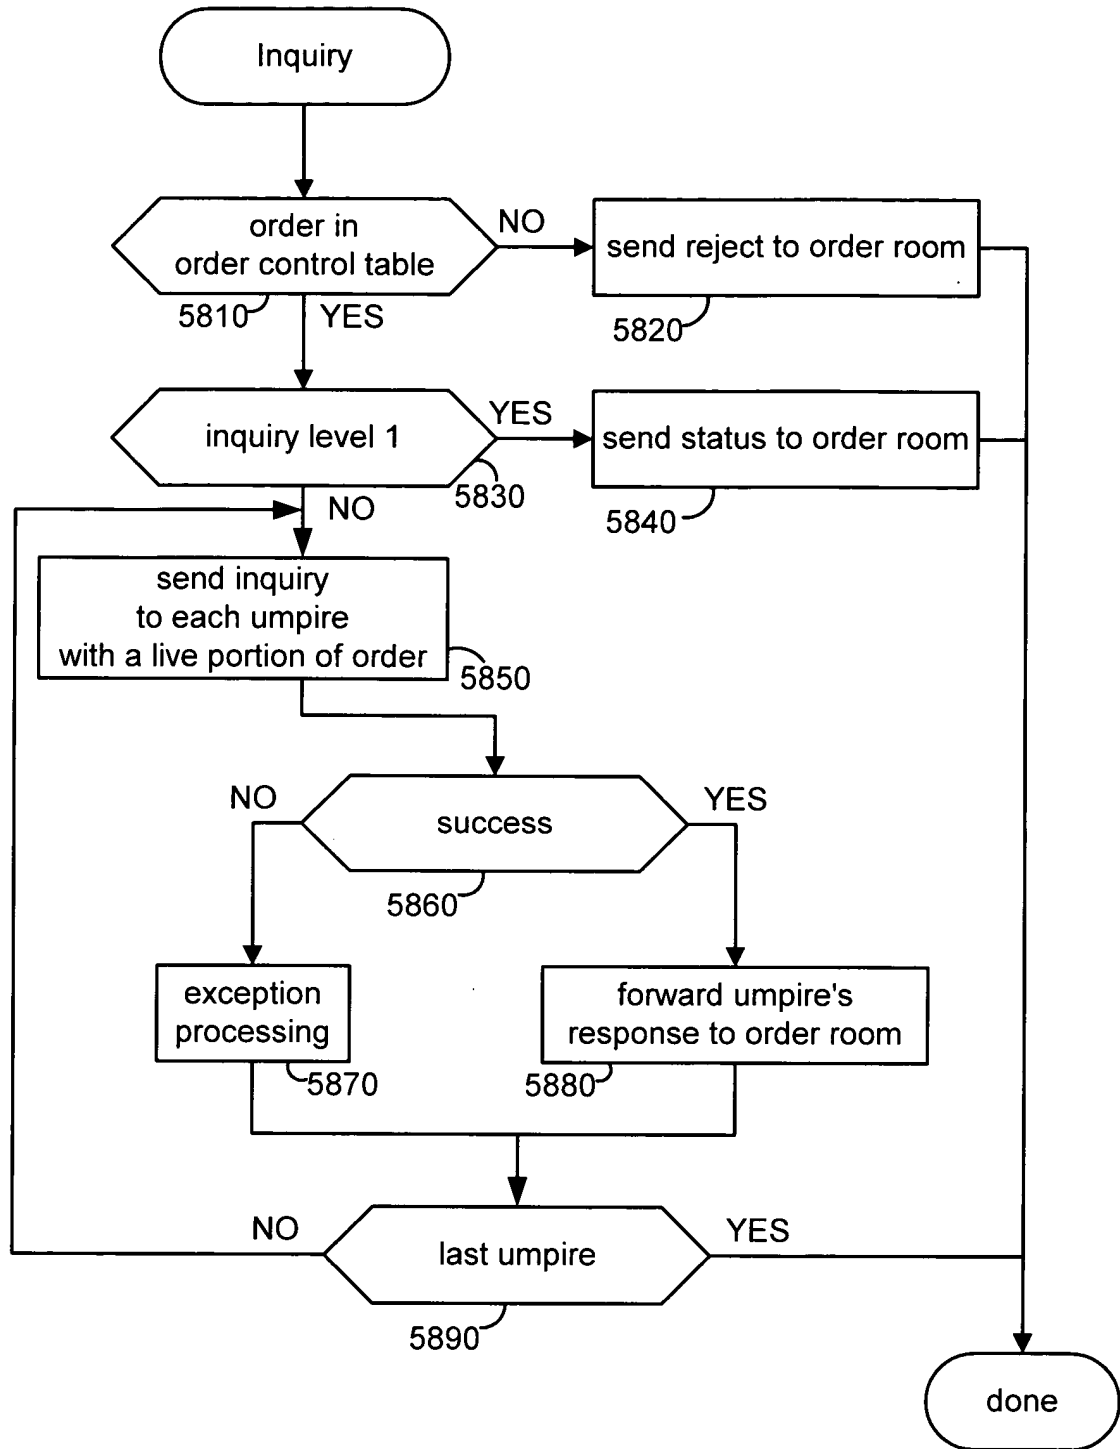 Inquiry
order in
order control table
NO
send reject to order room
5810
YES
5820
inquiry level 1
YES
send status to order room
5830
5840
NO
send inquiry
to each umpire
with a live portion of order
5850
NO
success
YES
5860
exception
processing
forward umpire's
response to order room
5870
5880
NO
last umpire
YES
5890
done